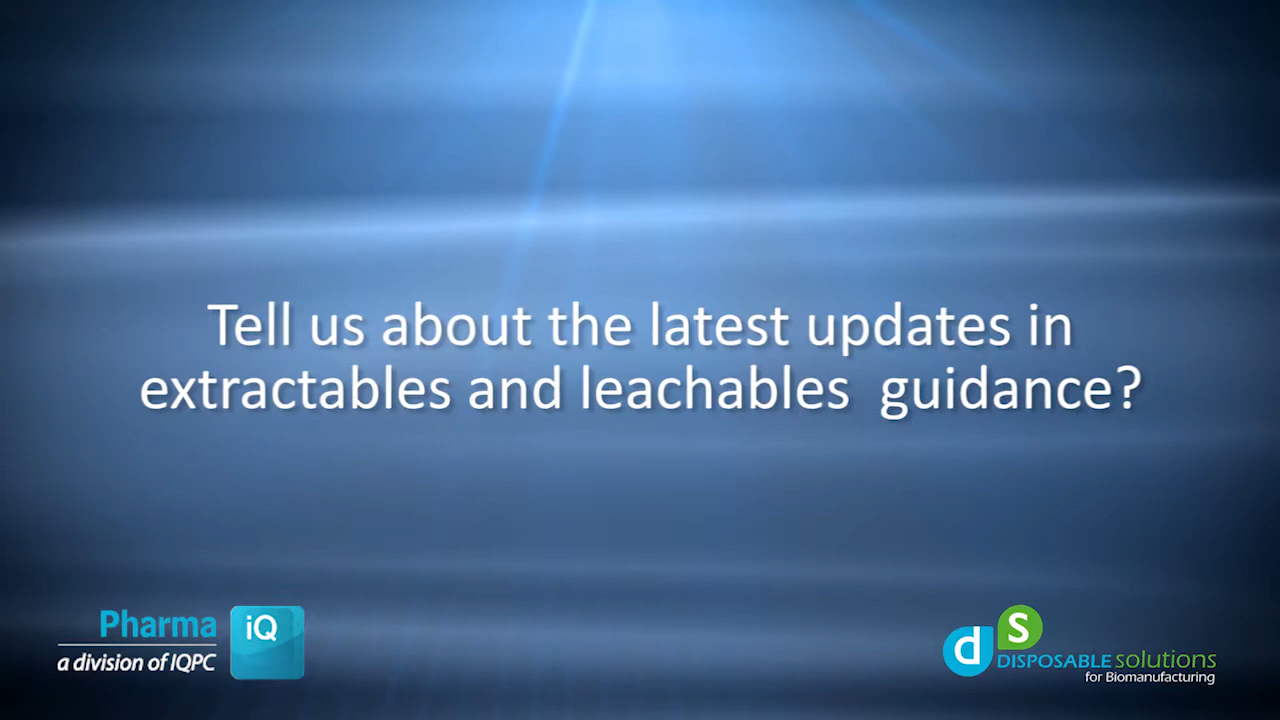 Tell us about the latest updates in
extractables and leachables  guidance?
Pharma
a division of IQPC
iQ
dS
DISPOSABLE solutions
for Biomanufacturing